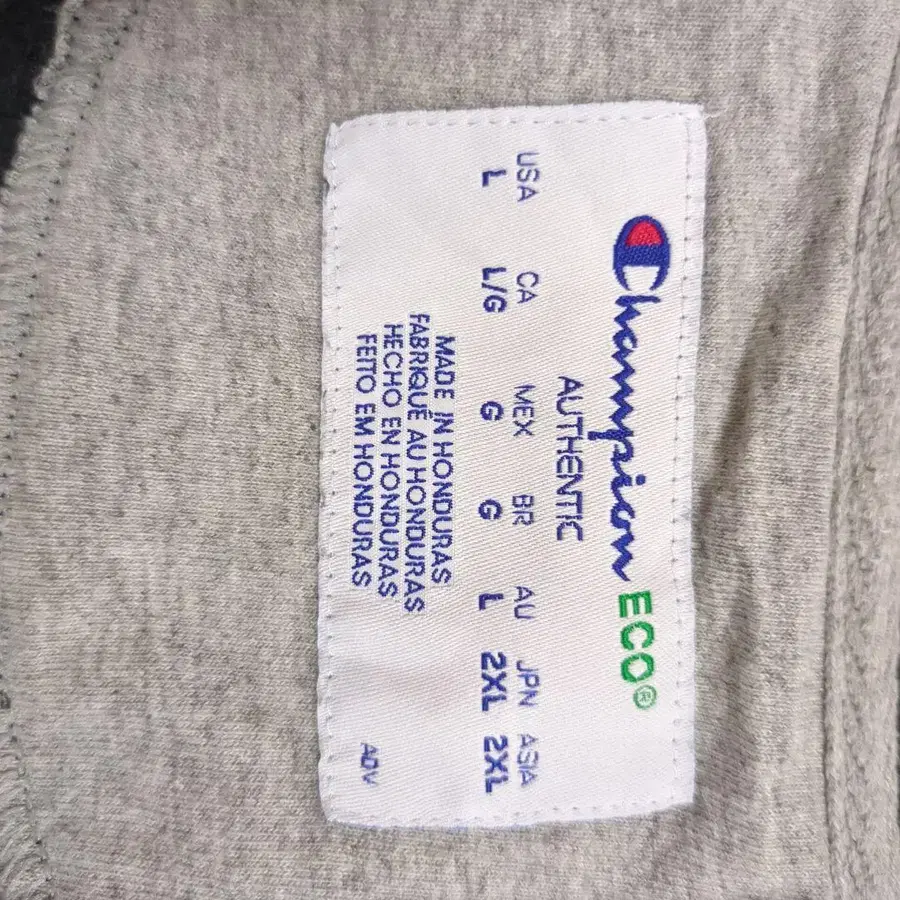 Champion ECO®
AUTHENTIC
USA CA MEX BR AU JPN ASIA
L L/G G G L 2XL 2XL
MADE IN HONDURAS
FABRIQUÉ AU HONDURAS
HECHO EN HONDURAS
FEITO EM HONDURAS
ADV